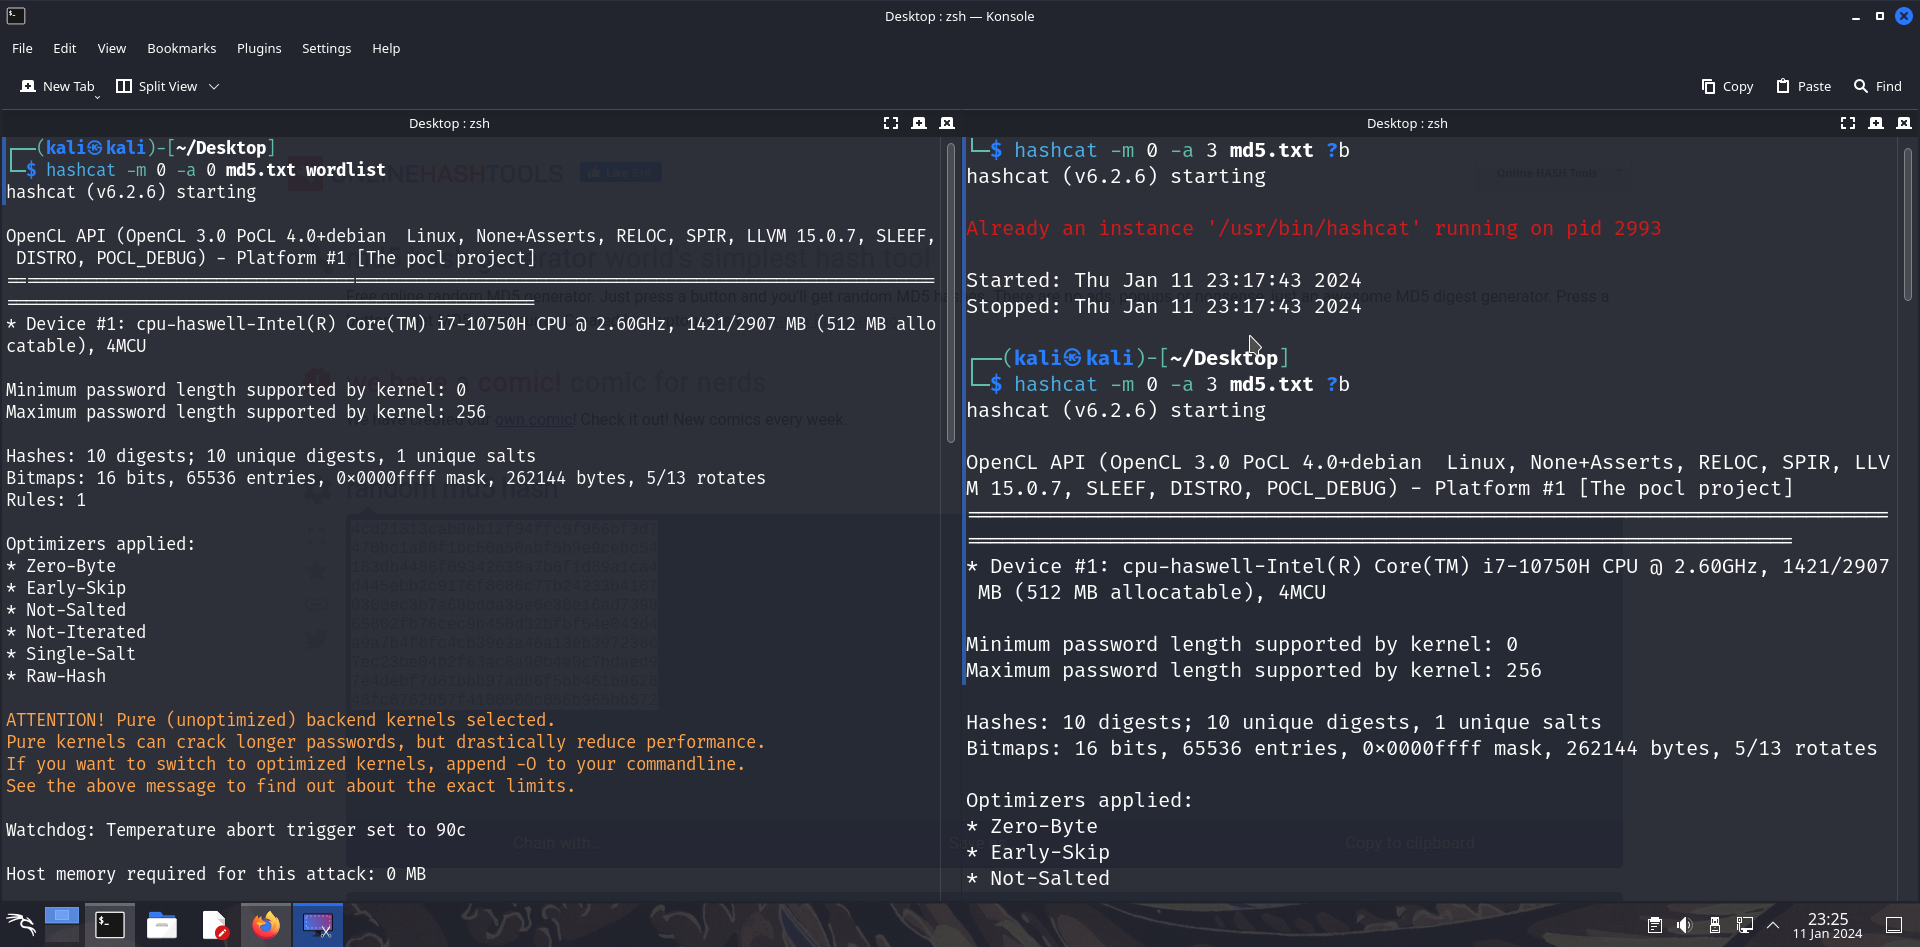 Desktop : zsh — Konsole
File Edit View Bookmarks Plugins Settings Help
New Tab Split View Copy Paste Find
Desktop : zsh
┌──(kali㉿kali)-[~/Desktop]
└─$ hashcat -m 0 -a 0 md5.txt wordlist
hashcat (v6.2.6) starting
OpenCL API (OpenCL 3.0 PoCL 4.0+debian  Linux, None+Asserts, RELOC, SPIR, LLVM 15.0.7, SLEEF,
 DISTRO, POCL_DEBUG) - Platform #1 [The pocl project]
* Device #1: cpu-haswell-Intel(R) Core(TM) i7-10750H CPU @ 2.60GHz, 1421/2907 MB (512 MB allo
catable), 4MCU
Minimum password length supported by kernel: 0
Maximum password length supported by kernel: 256
Hashes: 10 digests; 10 unique digests, 1 unique salts
Bitmaps: 16 bits, 65536 entries, 0x0000ffff mask, 262144 bytes, 5/13 rotates
Rules: 1
Optimizers applied:
* Zero-Byte
* Early-Skip
* Not-Salted
* Not-Iterated
* Single-Salt
* Raw-Hash
ATTENTION! Pure (unoptimized) backend kernels selected.
Pure kernels can crack longer passwords, but drastically reduce performance.
If you want to switch to optimized kernels, append -O to your commandline.
See the above message to find out about the exact limits.
Watchdog: Temperature abort trigger set to 90c
Host memory required for this attack: 0 MB
Desktop : zsh
└─$ hashcat -m 0 -a 3 md5.txt ?b
hashcat (v6.2.6) starting
Already an instance '/usr/bin/hashcat' running on pid 2993
Started: Thu Jan 11 23:17:43 2024
Stopped: Thu Jan 11 23:17:43 2024
┌──(kali㉿kali)-[~/Desktop]
└─$ hashcat -m 0 -a 3 md5.txt ?b
hashcat (v6.2.6) starting
OpenCL API (OpenCL 3.0 PoCL 4.0+debian  Linux, None+Asserts, RELOC, SPIR, LLV
M 15.0.7, SLEEF, DISTRO, POCL_DEBUG) - Platform #1 [The pocl project]
* Device #1: cpu-haswell-Intel(R) Core(TM) i7-10750H CPU @ 2.60GHz, 1421/2907
 MB (512 MB allocatable), 4MCU
Minimum password length supported by kernel: 0
Maximum password length supported by kernel: 256
Hashes: 10 digests; 10 unique digests, 1 unique salts
Bitmaps: 16 bits, 65536 entries, 0x0000ffff mask, 262144 bytes, 5/13 rotates
Optimizers applied:
* Zero-Byte
* Early-Skip
* Not-Salted
23:25
11 Jan 2024